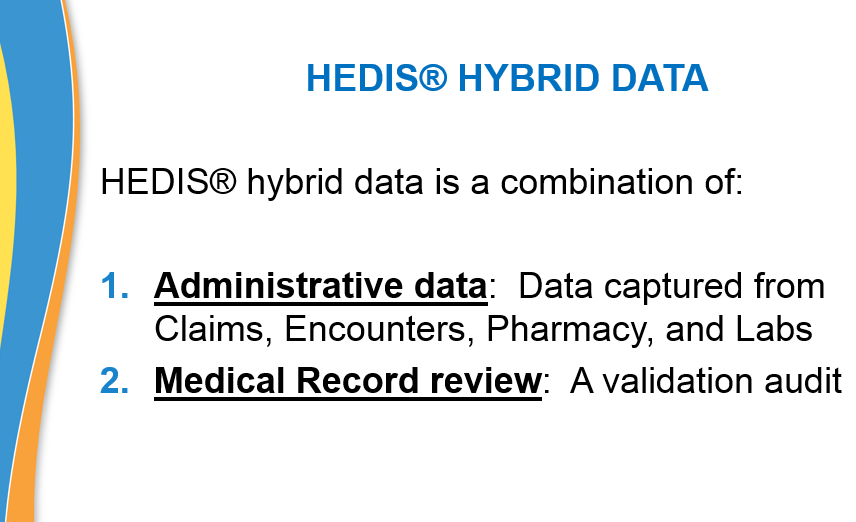 HEDIS® HYBRID DATA
HEDIS® hybrid data is a combination of:
1. Administrative data: Data captured from
Claims, Encounters, Pharmacy, and Labs
2. Medical Record review: A validation audit